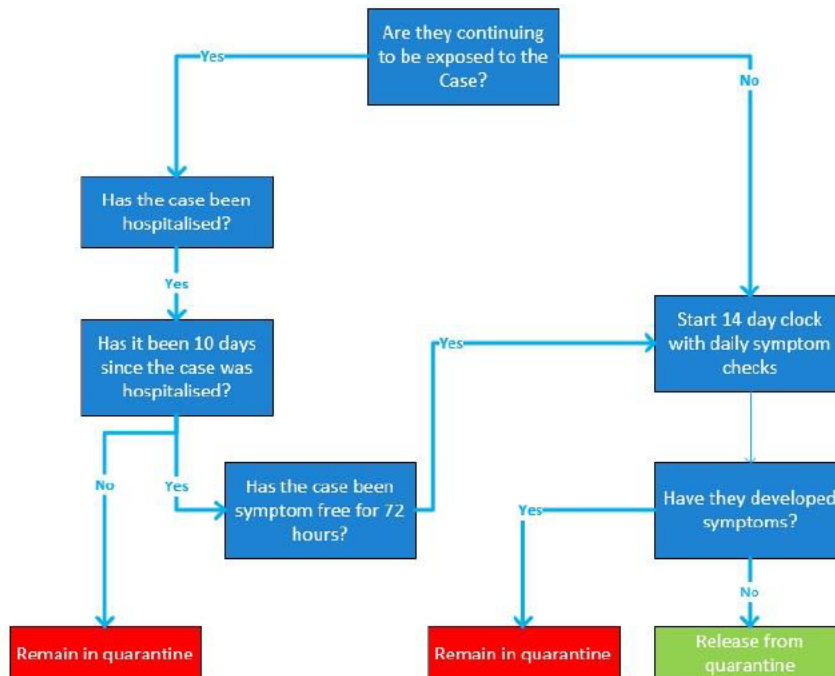 Are they continuing
to be exposed to the
Case?
Yes
No
Has the case been
hospitalised?
Yes
Has it been 10 days
since the case was
hospitalised?
Yes
Start 14 day clock
with daily symptom
checks
No
Yes
Has the case been
symptom free for 72
hours?
Yes
Have they developed
symptoms?
No
Remain in quarantine
Remain in quarantine
Release from
quarantine